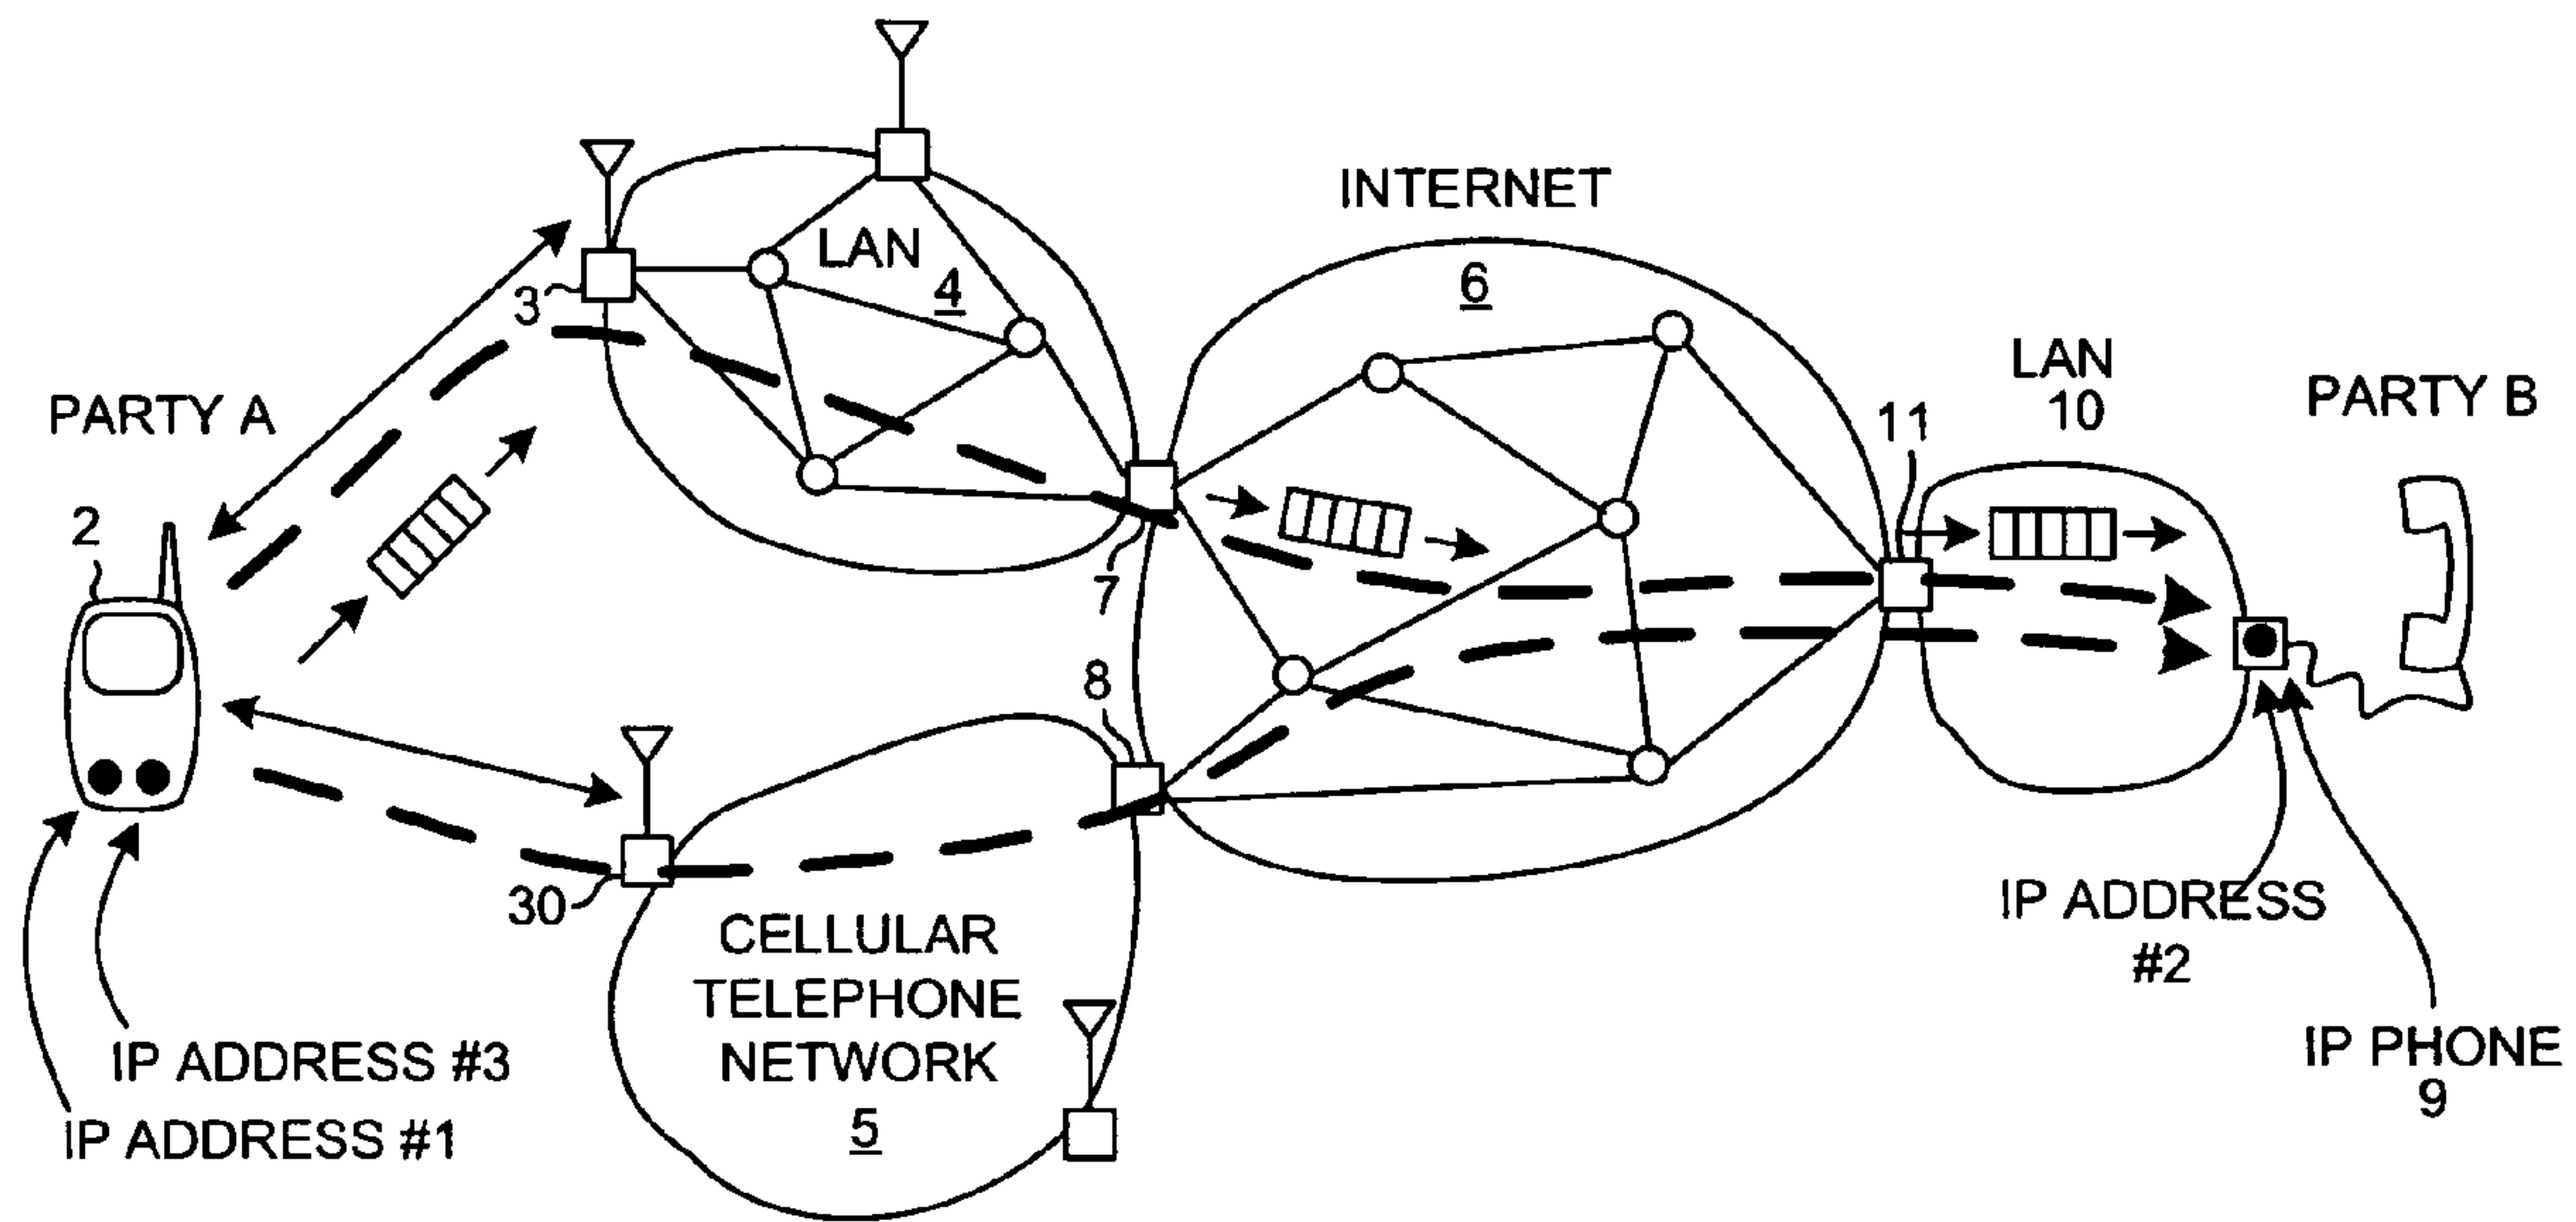 INTERNET
LAN
4
6
3
LAN
10
PARTY A
PARTY B
11
2
7
8
30
CELLULAR
TELEPHONE
NETWORK
5
IP ADDRESS
#2
IP PHONE
9
IP ADDRESS #3
IP ADDRESS #1